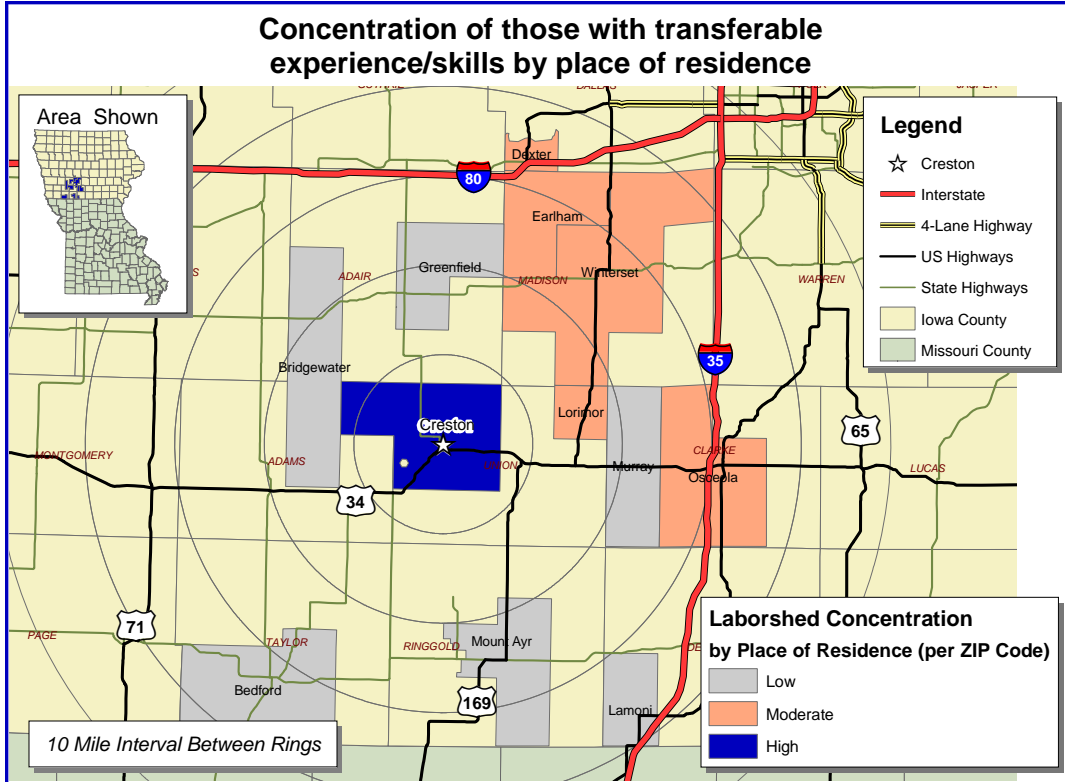 Concentration of those with transferable
experience/skills by place of residence
Area Shown
Legend
Creston
Interstate
4-Lane Highway
US Highways
State Highways
Iowa County
Missouri County
GUTHRIE
DALLAS
JASPER
Dexter
80
Earlham
Greenfield
ADAIR
MADISON
Winterset
WARREN
35
Bridgewater
Creston
Lorimor
65
MONTGOMERY
ADAMS
UNION
Murray
CLARKE
Osceola
LUCAS
34
71
PAGE
TAYLOR
RINGGOLD
Mount Ayr
Bedford
169
Lamoni
Laborshed Concentration
by Place of Residence (per ZIP Code)
Low
Moderate
High
10 Mile Interval Between Rings